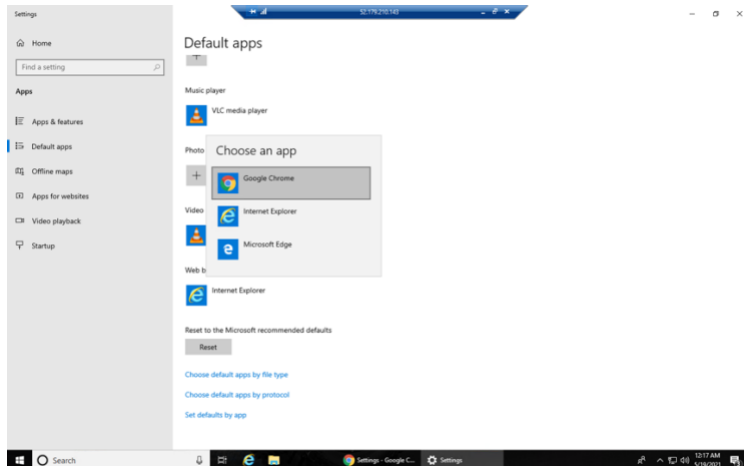 Settings
52.179.210.143
Home
Default apps
Find a setting
Apps
Music player
VLC media player
Apps & features
Default apps
Photo
Choose an app
Offline maps
Google Chrome
Apps for websites
Video
Internet Explorer
Video playback
Microsoft Edge
Startup
Web b
Internet Explorer
Reset to the Microsoft recommended defaults
Reset
Choose default apps by file type
Choose default apps by protocol
Set defaults by app
Search
Settings - Google C...
Settings
12:17 AM
5/19/2021